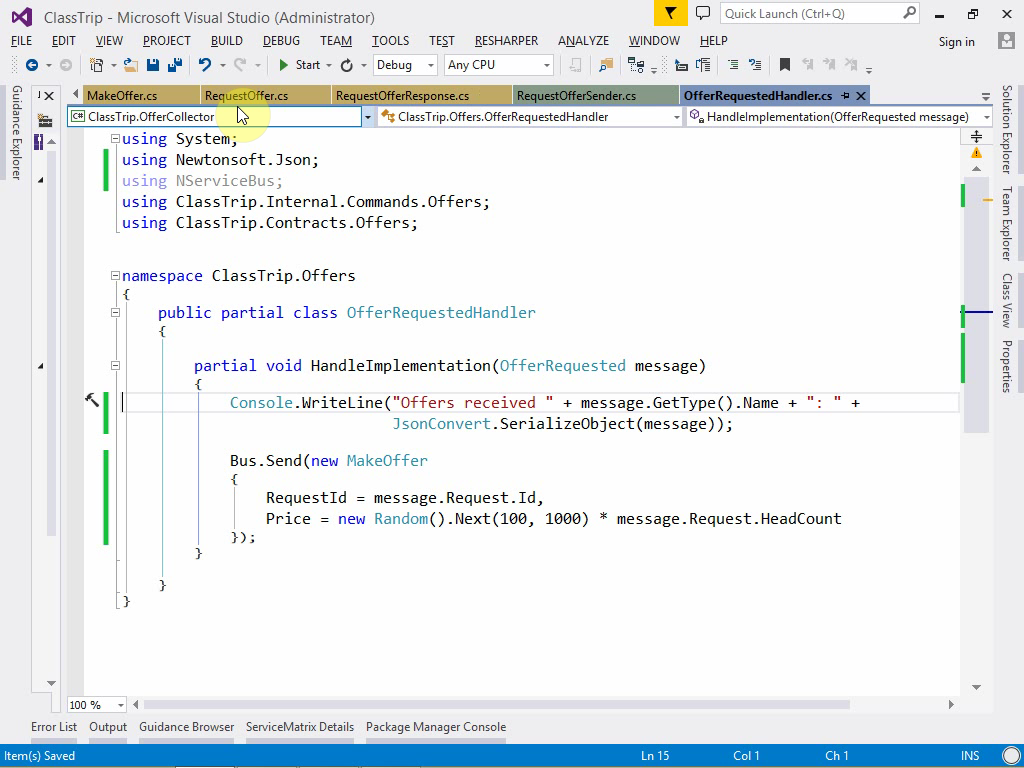 ClassTrip - Microsoft Visual Studio (Administrator)
Quick Launch (Ctrl+Q)
FILE EDIT VIEW PROJECT BUILD DEBUG TEAM TOOLS TEST RESHARPER ANALYZE WINDOW HELP
Sign in
Start Debug Any CPU
MakeOffer.cs RequestOffer.cs RequestOfferResponse.cs RequestOfferSender.cs OfferRequestedHandler.cs
C# ClassTrip.OfferCollector ClassTrip.Offers.OfferRequestedHandler HandleImplementation(OfferRequested message)
using System;
using Newtonsoft.Json;
using NServiceBus;
using ClassTrip.Internal.Commands.Offers;
using ClassTrip.Contracts.Offers;
namespace ClassTrip.Offers
{
public partial class OfferRequestedHandler
{
partial void HandleImplementation(OfferRequested message)
{
Console.WriteLine("Offers received " + message.GetType().Name + ": " +
JsonConvert.SerializeObject(message));
Bus.Send(new MakeOffer
{
RequestId = message.Request.Id,
Price = new Random().Next(100, 1000) * message.Request.HeadCount
});
}
}
}
Guidance Explorer
Solution Explorer
Team Explorer
Class View
Properties
100 %
Error List Output Guidance Browser ServiceMatrix Details Package Manager Console
Item(s) Saved Ln 15 Col 1 Ch 1 INS